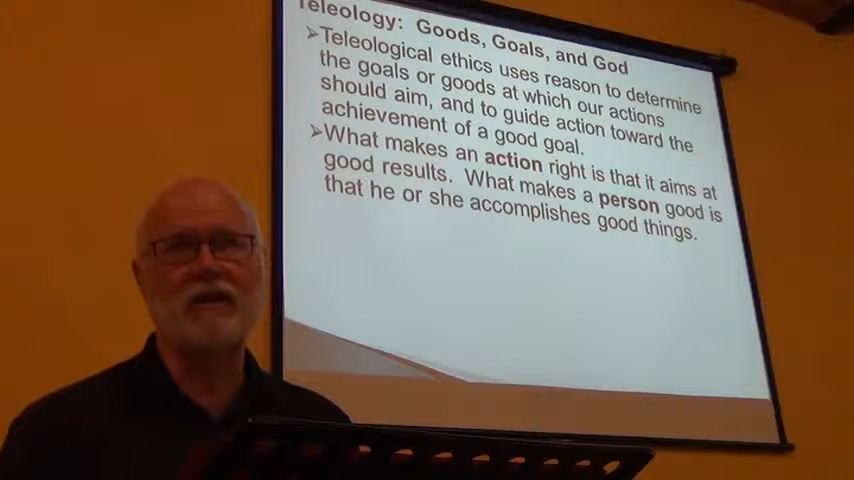 Teleology: Goods, Goals, and God
➢Teleological ethics uses reason to determine
the goals or goods at which our actions
should aim, and to guide action toward the
achievement of a good goal.
➢What makes an action right is that it aims at
good results. What makes a person good is
that he or she accomplishes good things.